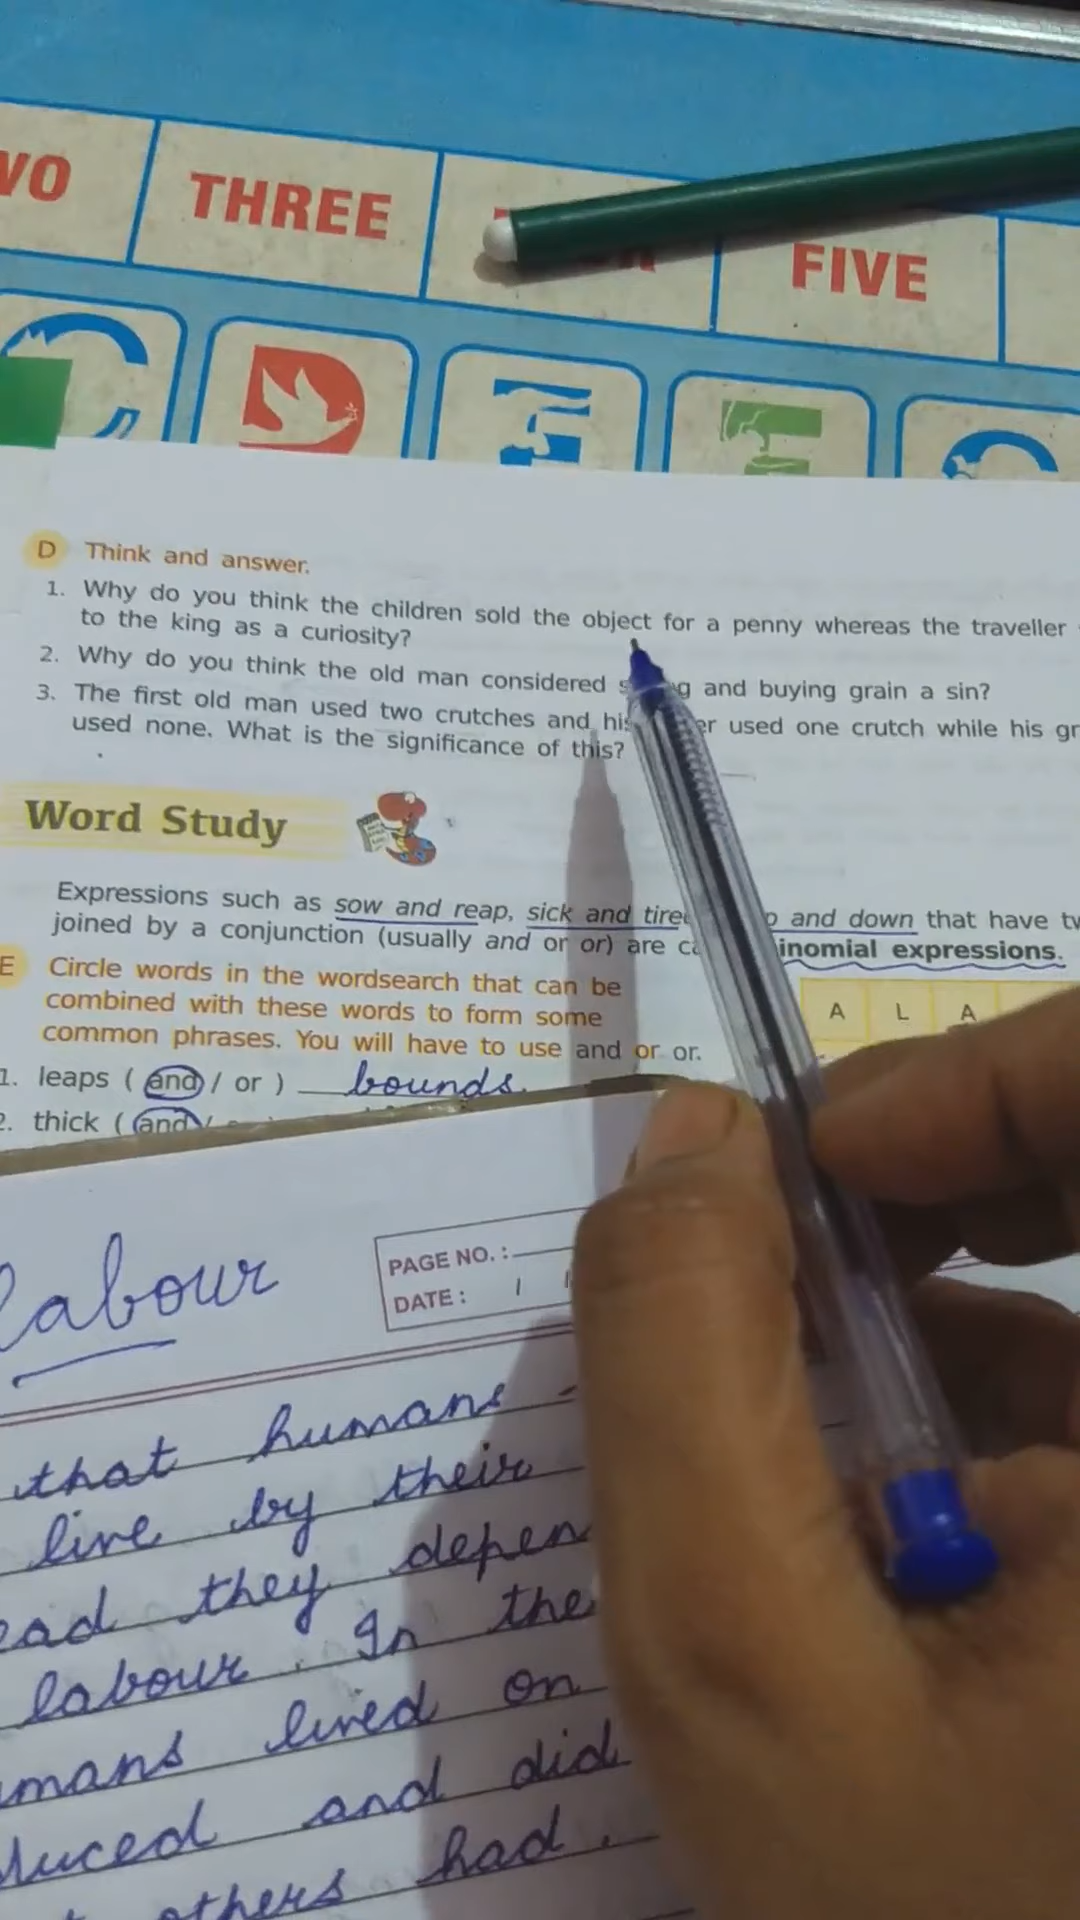 THREE
FIVE
D Think and answer.
1. Why do you think the children sold the object for a penny whereas the traveller
to the king as a curiosity?
2. Why do you think the old man considered and buying grain a sin?
3. The first old man used two crutches and his used one crutch while his
used none. What is the significance of this?
Word Study
Expressions such as sow and reap, sick and and down that have
joined by a conjunction (usually and or or) are expressions.
E Circle words in the wordsearch that can be
combined with these words to form some
common phrases. You will have to use and or or.
A L A
1. leaps ( and / or ) bounds.
2. thick ( and /
labour
PAGE NO. :
DATE :
that humans
live by their
they
labour. In the
lived on
and did
others had.